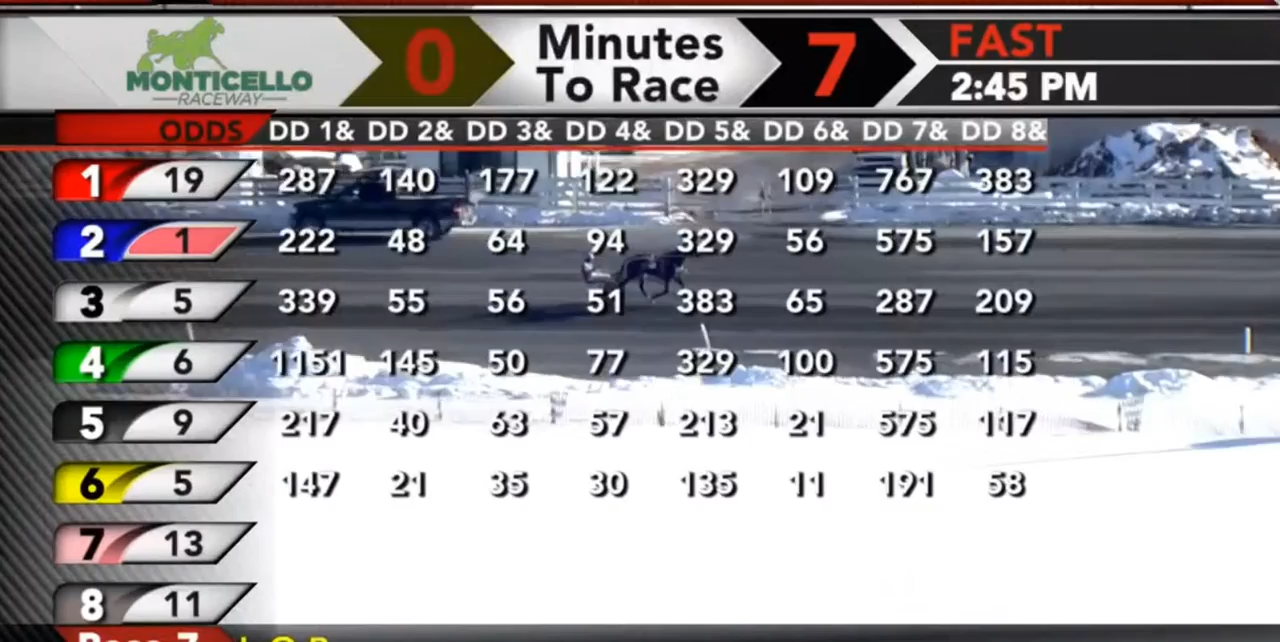 MONTICELLO
RACEWAY
0
Minutes
To Race
7
FAST
2:45 PM
ODDS DD 1& DD 2& DD 3& DD 4& DD 5& DD 6& DD 7& DD 8&
1 19 287 140 177 122 329 109 767 383
2 1 222 48 64 94 329 56 575 157
3 5 339 55 56 51 383 65 287 209
4 6 1151 145 50 77 329 100 575 115
5 9 217 40 63 57 213 21 575 117
6 5 147 21 35 30 135 11 191 58
7 13
8 11
Race 7